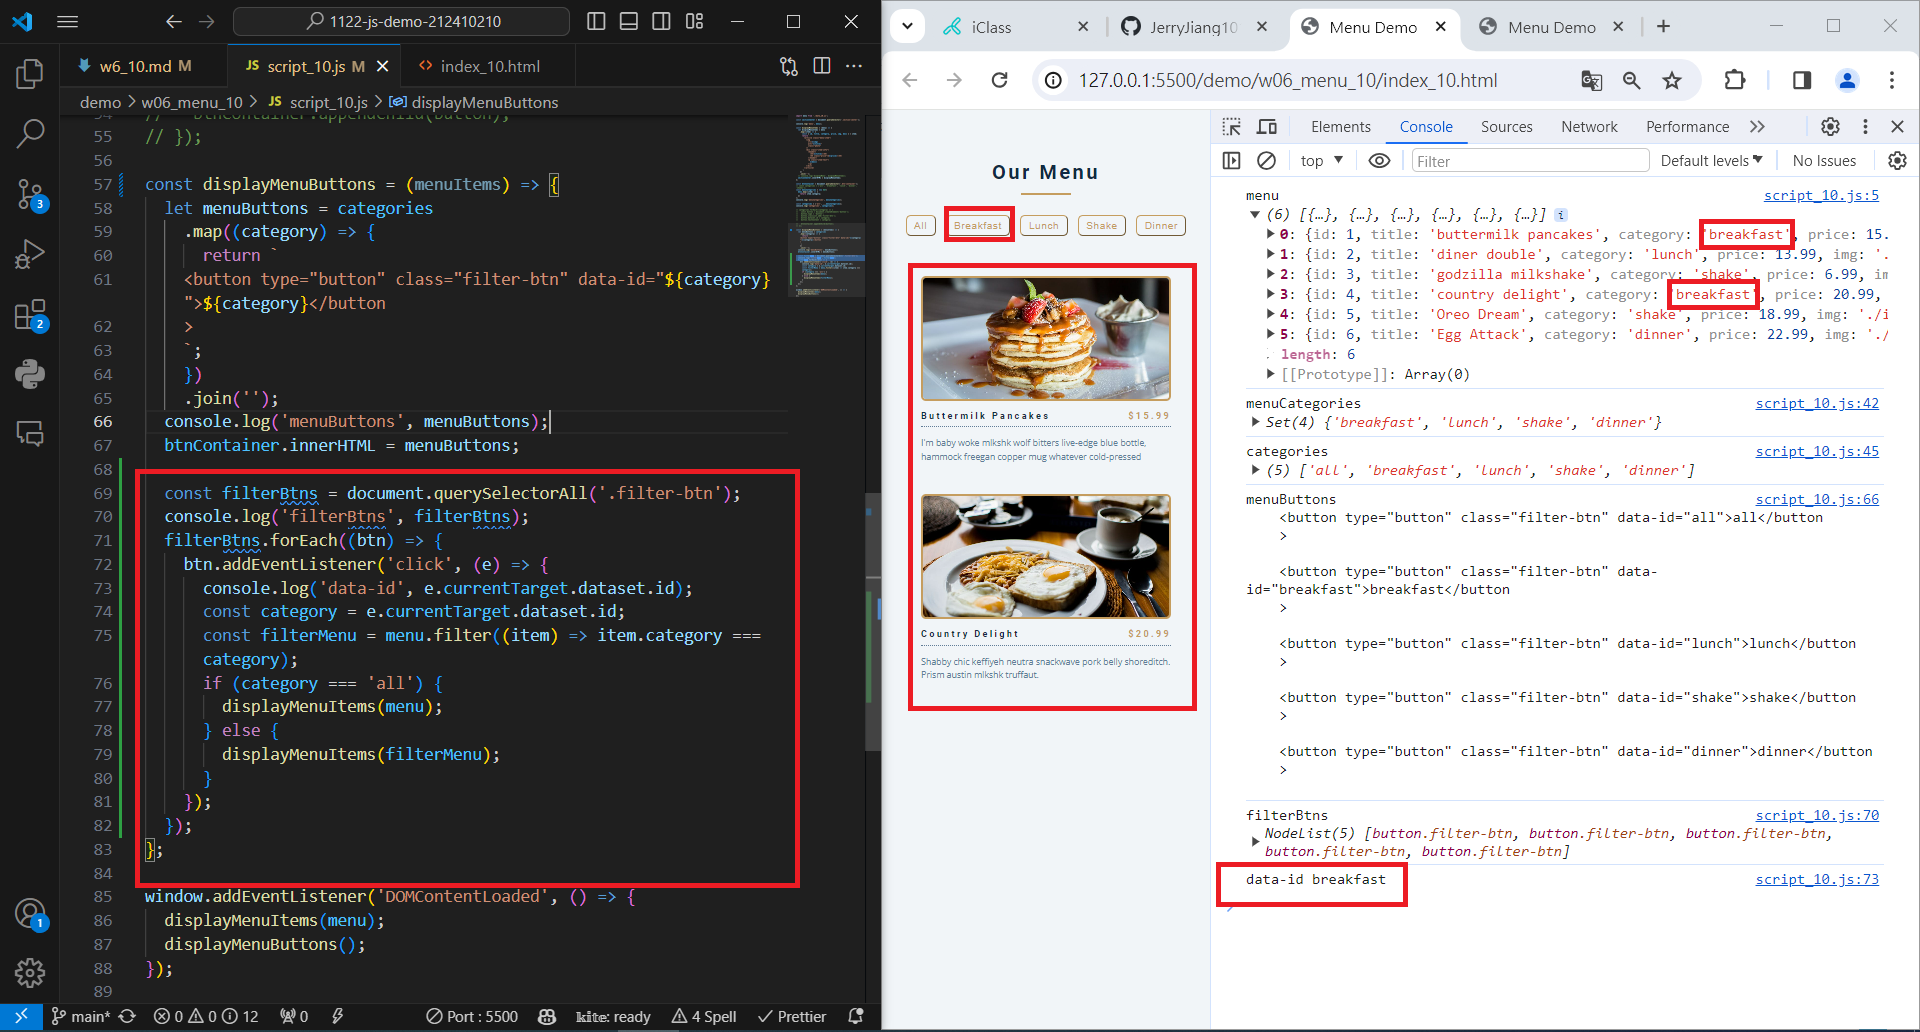 1122-js-demo-212410210
w6_10.md M
JS script_10.js M
index_10.html
demo > w06_menu_10 > JS script_10.js > displayMenuButtons
54 // btnContainer.appendChild(button);
55 // });
56
57 const displayMenuButtons = (menuItems) => {
58 let menuButtons = categories
59 .map((category) => {
60 return `
61 <button type="button" class="filter-btn" data-id="${category}
">${category}</button
62 >
63 `;
64 })
65 .join('');
66 console.log('menuButtons', menuButtons);
67 btnContainer.innerHTML = menuButtons;
68
69 const filterBtns = document.querySelectorAll('.filter-btn');
70 console.log('filterBtns', filterBtns);
71 filterBtns.forEach((btn) => {
72 btn.addEventListener('click', (e) => {
73 console.log('data-id', e.currentTarget.dataset.id);
74 const category = e.currentTarget.dataset.id;
75 const filterMenu = menu.filter((item) => item.category ===
category);
76 if (category === 'all') {
77 displayMenuItems(menu);
78 } else {
79 displayMenuItems(filterMenu);
80 }
81 });
82 });
83 };
84
85 window.addEventListener('DOMContentLoaded', () => {
86 displayMenuItems(menu);
87 displayMenuButtons();
88 });
89
3
2
1
main* 0 0 12 0 Port : 5500 kite: ready 4 Spell Prettier
iClass
JerryJiang10
Menu Demo
Menu Demo
127.0.0.1:5500/demo/w06_menu_10/index_10.html
Our Menu
All Breakfast Lunch Shake Dinner
Buttermilk Pancakes $15.99
I'm baby woke mlkshk wolf bitters live-edge blue bottle,
hammock freegan copper mug whatever cold-pressed
Country Delight $20.99
Shabby chic keffiyeh neutra snackwave pork belly shoreditch.
Prism austin mlkshk truffaut.
Elements Console Sources Network Performance
top Filter Default levels No Issues
menu script_10.js:5
(6) [{…}, {…}, {…}, {…}, {…}, {…}] i
0: {id: 1, title: 'buttermilk pancakes', category: 'breakfast', price: 15.
1: {id: 2, title: 'diner double', category: 'lunch', price: 13.99, img: '.
2: {id: 3, title: 'godzilla milkshake', category: 'shake', price: 6.99, im
3: {id: 4, title: 'country delight', category: 'breakfast', price: 20.99,
4: {id: 5, title: 'Oreo Dream', category: 'shake', price: 18.99, img: './i
5: {id: 6, title: 'Egg Attack', category: 'dinner', price: 22.99, img: './
length: 6
[[Prototype]]: Array(0)
menuCategories script_10.js:42
Set(4) {'breakfast', 'lunch', 'shake', 'dinner'}
categories script_10.js:45
(5) ['all', 'breakfast', 'lunch', 'shake', 'dinner']
menuButtons script_10.js:66
<button type="button" class="filter-btn" data-id="all">all</button
>
<button type="button" class="filter-btn" data-
id="breakfast">breakfast</button
>
<button type="button" class="filter-btn" data-id="lunch">lunch</button
>
<button type="button" class="filter-btn" data-id="shake">shake</button
>
<button type="button" class="filter-btn" data-id="dinner">dinner</button
>
filterBtns script_10.js:70
NodeList(5) [button.filter-btn, button.filter-btn, button.filter-btn,
button.filter-btn, button.filter-btn]
data-id breakfast script_10.js:73